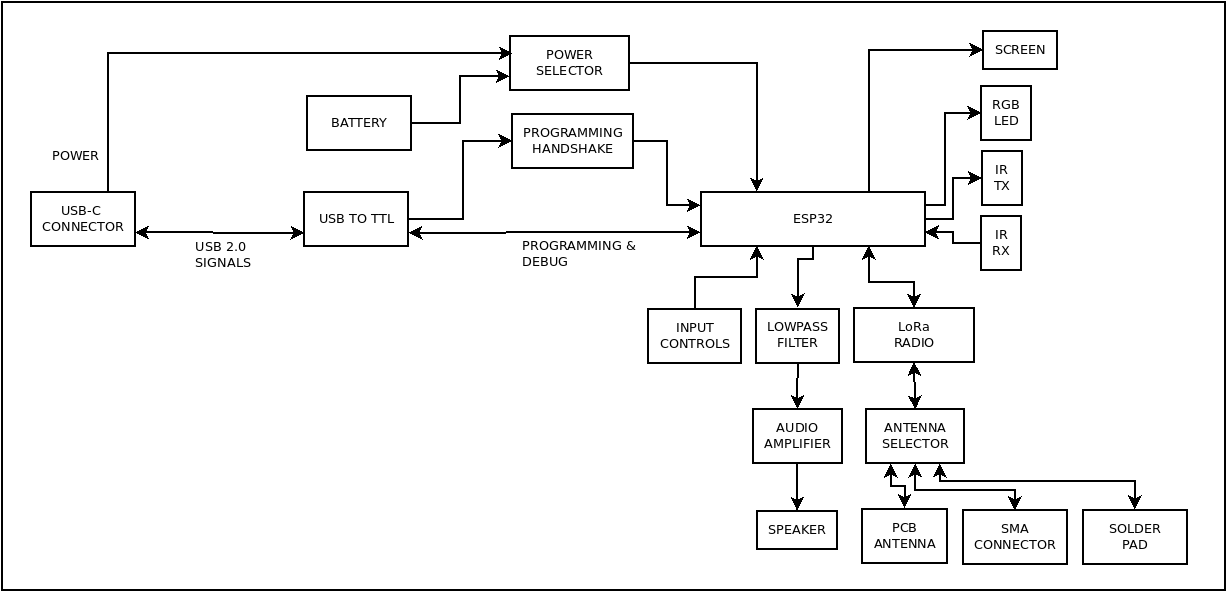 POWER
SELECTOR
SCREEN
BATTERY
RGB
LED
PROGRAMMING
HANDSHAKE
POWER
IR
TX
USB-C
CONNECTOR
USB TO TTL
ESP32
USB 2.0
SIGNALS
PROGRAMMING &
DEBUG
IR
RX
INPUT
CONTROLS
LOWPASS
FILTER
LoRa
RADIO
AUDIO
AMPLIFIER
ANTENNA
SELECTOR
SPEAKER
PCB
ANTENNA
SMA
CONNECTOR
SOLDER
PAD